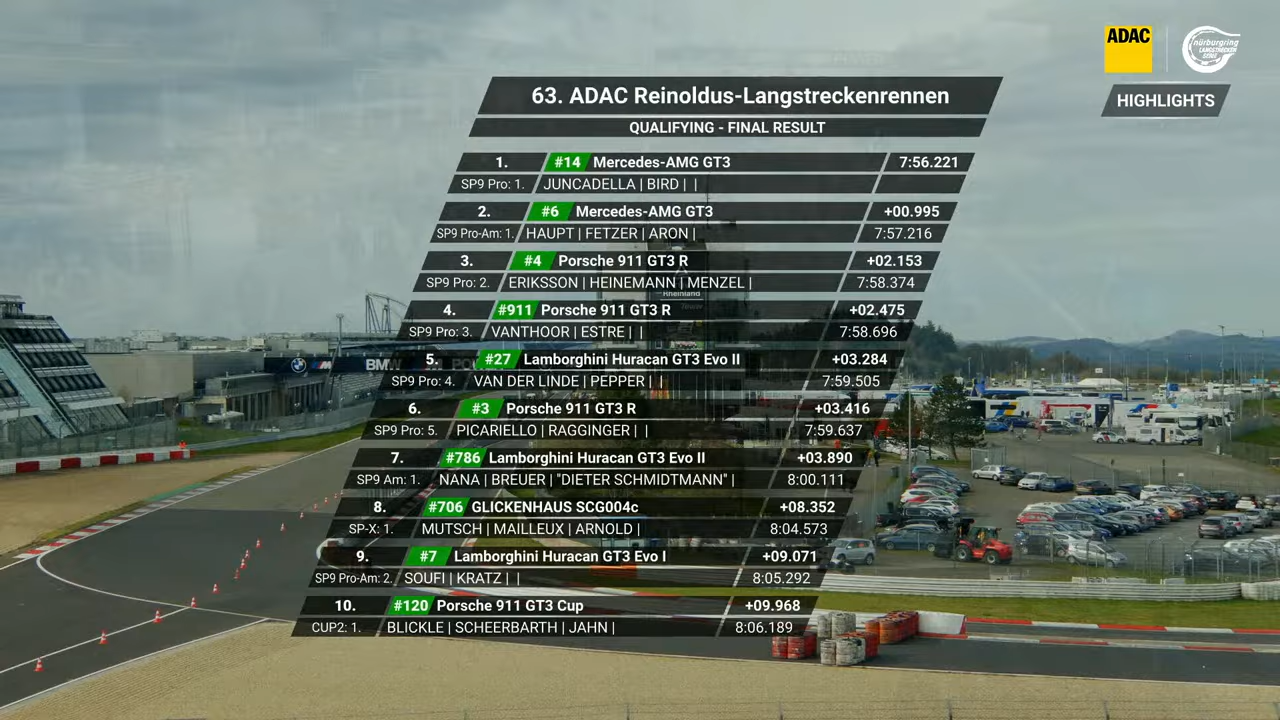 ADAC
nürburgring
LANGSTRECKEN
SERIE
HIGHLIGHTS
63. ADAC Reinoldus-Langstreckenrennen
QUALIFYING - FINAL RESULT
1. #14 Mercedes-AMG GT3 7:56.221
SP9 Pro: 1. JUNCADELLA | BIRD | |
2. #6 Mercedes-AMG GT3 +00.995
SP9 Pro-Am: 1. HAUPT | FETZER | ARON | 7:57.216
3. #4 Porsche 911 GT3 R +02.153
SP9 Pro: 2. ERIKSSON | HEINEMANN | MENZEL | 7:58.374
Rheinland
4. #911 Porsche 911 GT3 R +02.475
SP9 Pro: 3. VANTHOOR | ESTRE | | 7:58.696
5. #27 Lamborghini Huracan GT3 Evo II +03.284
BMW
SP9 Pro: 4. VAN DER LINDE | PEPPER | | 7:59.505
6. #3 Porsche 911 GT3 R +03.416
SP9 Pro: 5. PICARIELLO | RAGGINGER | | 7:59.637
7. #786 Lamborghini Huracan GT3 Evo II +03.890
SP9 Am: 1. NANA | BREUER | "DIETER SCHMIDTMANN" | 8:00.111
8. #706 GLICKENHAUS SCG004c +08.352
SP-X: 1. MUTSCH | MAILLEUX | ARNOLD | 8:04.573
9. #7 Lamborghini Huracan GT3 Evo I +09.071
SP9 Pro-Am: 2. SOUFI | KRATZ | | 8:05.292
10. #120 Porsche 911 GT3 Cup +09.968
CUP2: 1. BLICKLE | SCHEERBARTH | JAHN | 8:06.189